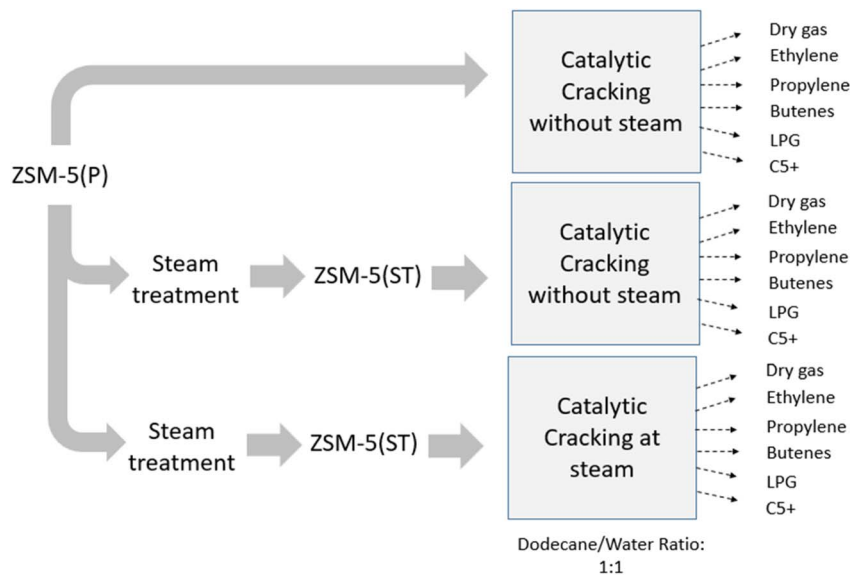 Catalytic
Cracking
without steam
Dry gas
Ethylene
Propylene
Butenes
LPG
C5+
ZSM-5(P)
Steam
treatment
ZSM-5(ST)
Catalytic
Cracking
without steam
Dry gas
Ethylene
Propylene
Butenes
LPG
C5+
Steam
treatment
ZSM-5(ST)
Catalytic
Cracking at
steam
Dry gas
Ethylene
Propylene
Butenes
LPG
C5+
Dodecane/Water Ratio:
1:1